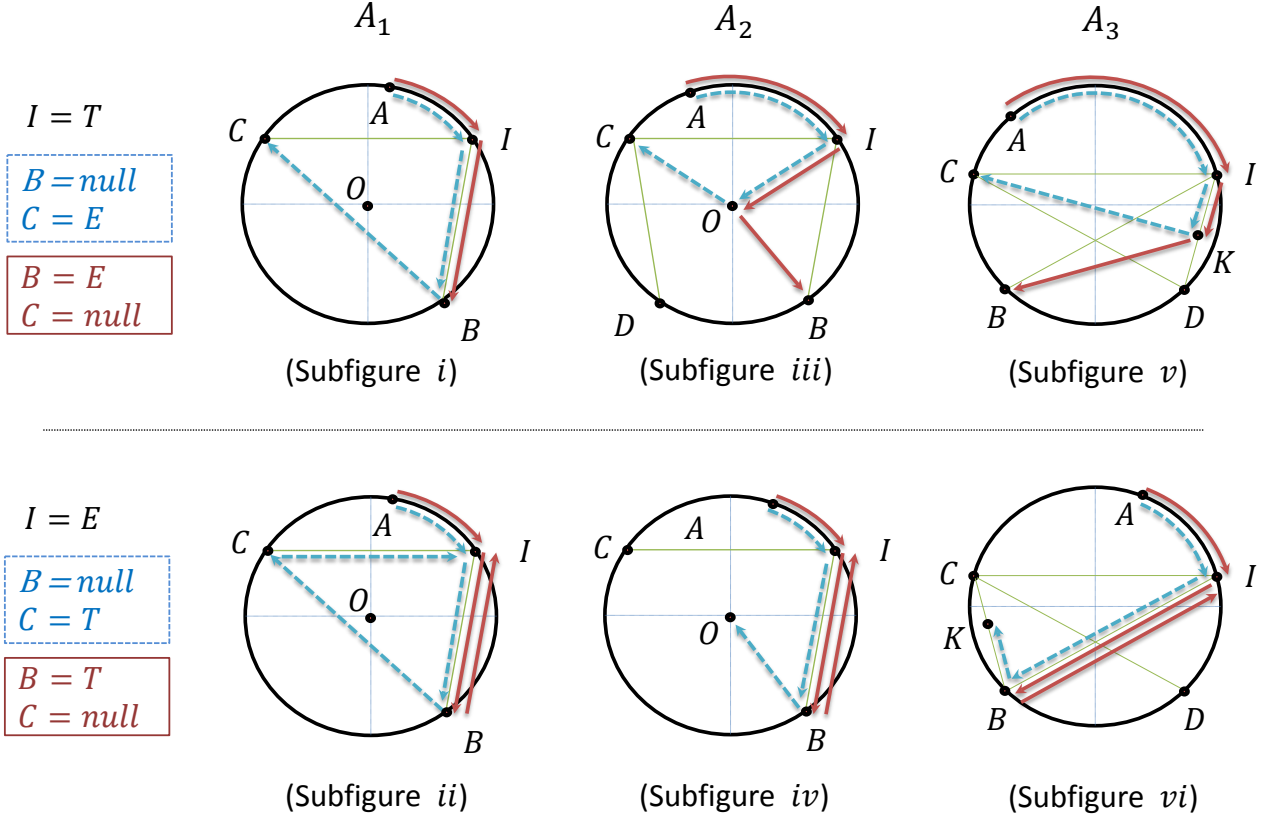 A₁ A₂ A₃
I = T
B = null
C = E
B = E
C = null
A C I O B
(Subfigure i)
A C I O D B
(Subfigure iii)
A C I K B D
(Subfigure v)
I = E
B = null
C = T
B = T
C = null
A C I O B
(Subfigure ii)
A C I O B
(Subfigure iv)
A C I K B D
(Subfigure vi)